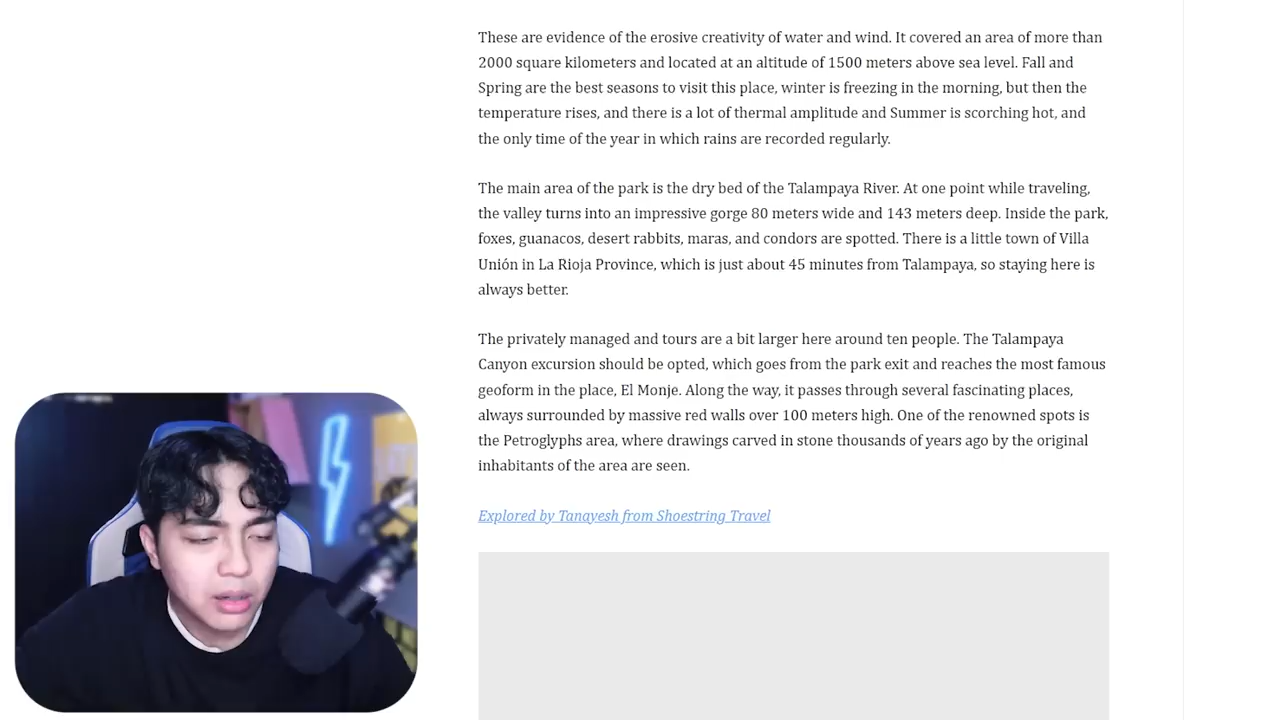 These are evidence of the erosive creativity of water and wind. It covered an area of more than
2000 square kilometers and located at an altitude of 1500 meters above sea level. Fall and
Spring are the best seasons to visit this place, winter is freezing in the morning, but then the
temperature rises, and there is a lot of thermal amplitude and Summer is scorching hot, and
the only time of the year in which rains are recorded regularly.
The main area of the park is the dry bed of the Talampaya River. At one point while traveling,
the valley turns into an impressive gorge 80 meters wide and 143 meters deep. Inside the park,
foxes, guanacos, desert rabbits, maras, and condors are spotted. There is a little town of Villa
Unión in La Rioja Province, which is just about 45 minutes from Talampaya, so staying here is
always better.
The privately managed and tours are a bit larger here around ten people. The Talampaya
Canyon excursion should be opted, which goes from the park exit and reaches the most famous
geoform in the place, El Monje. Along the way, it passes through several fascinating places,
always surrounded by massive red walls over 100 meters high. One of the renowned spots is
the Petroglyphs area, where drawings carved in stone thousands of years ago by the original
inhabitants of the area are seen.
Explored by Tanayesh from Shoestring Travel